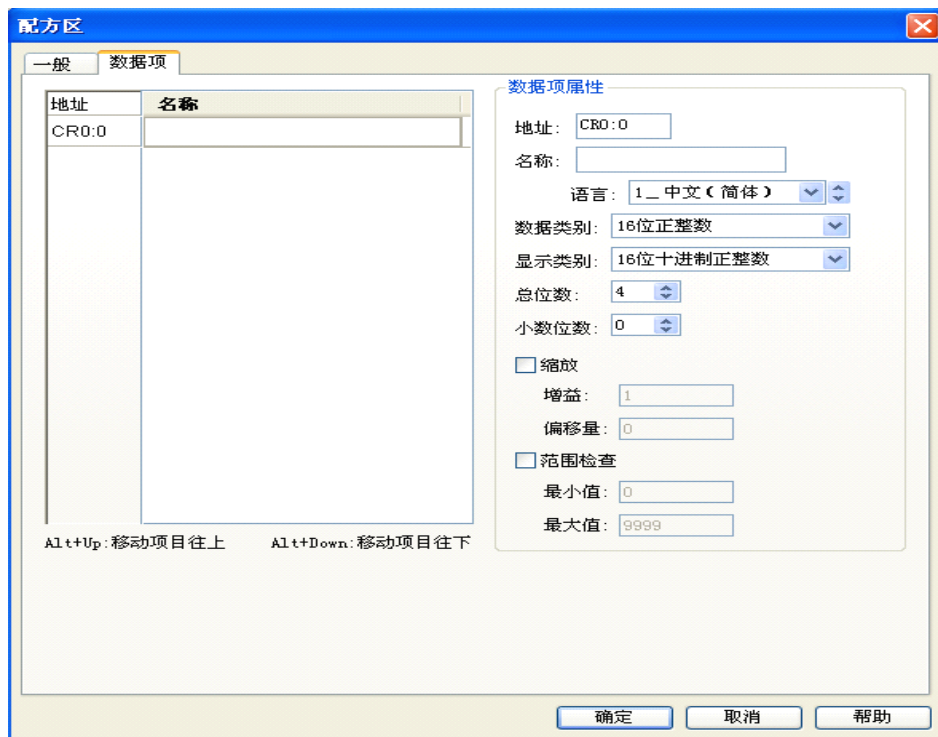 配方区
一般 数据项
地址 名称
CR0:0
Alt+Up:移动项目往上 Alt+Down:移动项目往下
数据项属性
地址: CR0:0
名称:
语言: 1_中文(简体)
数据类别: 16位正整数
显示类别: 16位十进制正整数
总位数: 4
小数位数: 0
缩放
增益: 1
偏移量: 0
范围检查
最小值: 0
最大值: 9999
确定 取消 帮助